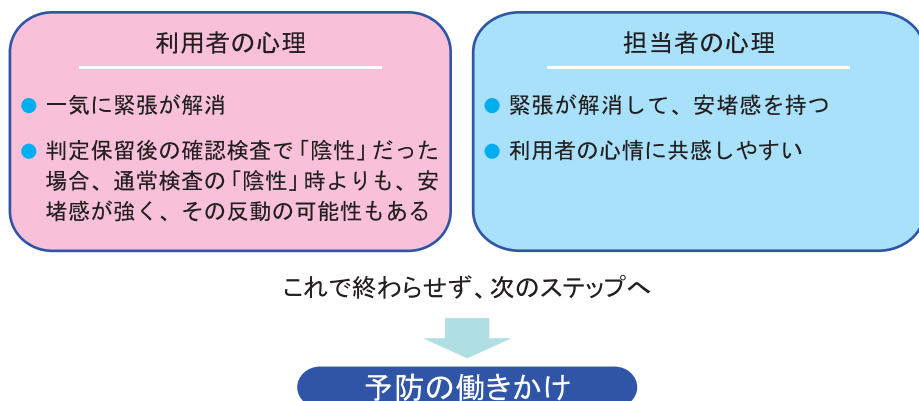 利用者の心理
● 一気に緊張が解消
● 判定保留後の確認検査で「陰性」だった
場合、通常検査の「陰性」時よりも、安
堵感が強く、その反動の可能性もある
担当者の心理
● 緊張が解消して、安堵感を持つ
● 利用者の心情に共感しやすい
これで終わらせず、次のステップへ
予防の働きかけ